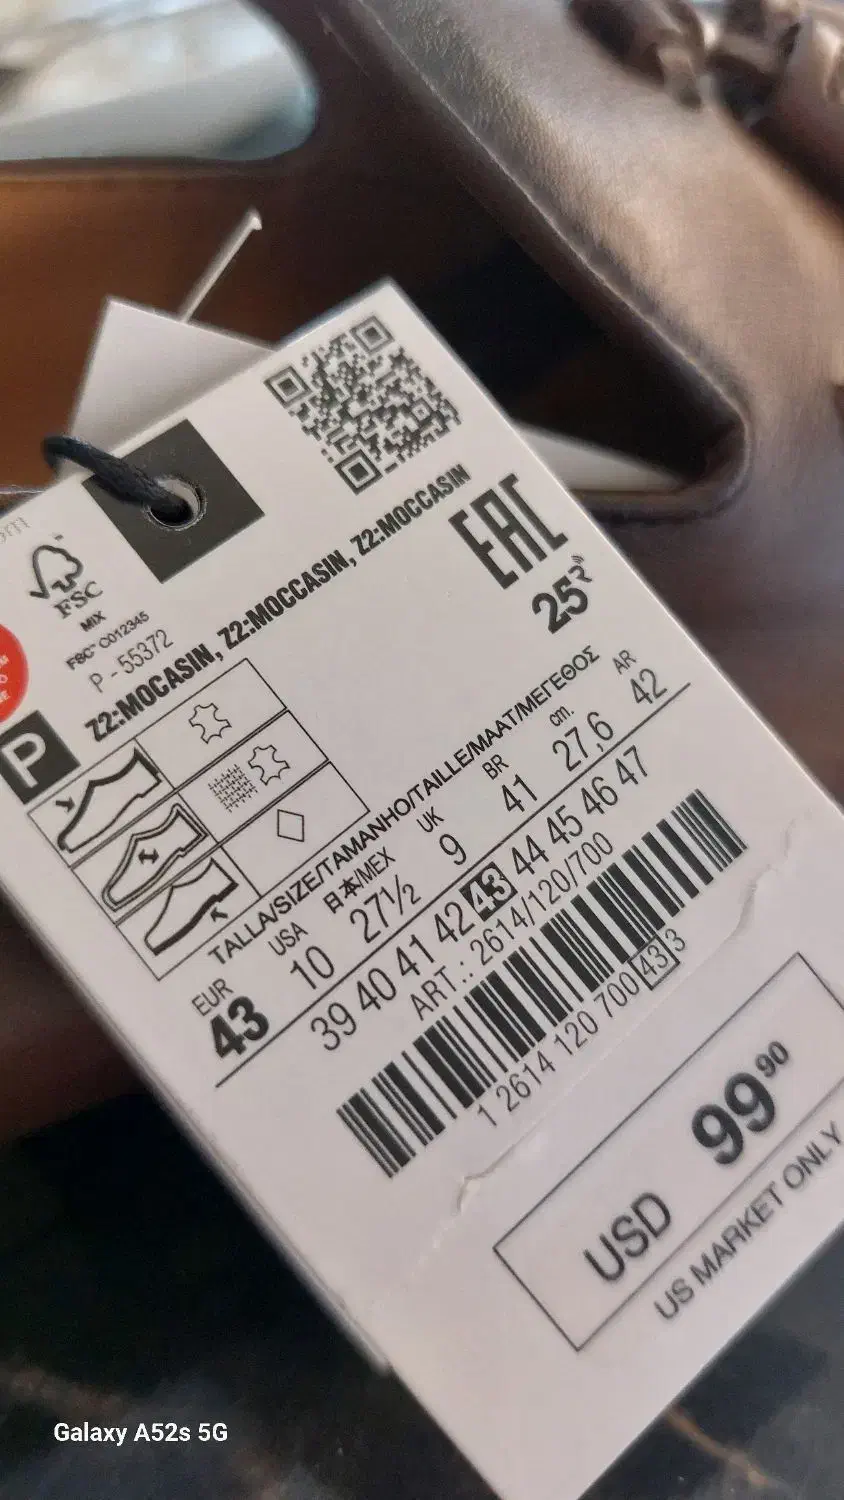 om
FSC™
MIX
FSC™ C012345
P - 55372
Z2:MOCASIN, Z2:MOCCASIN, Z2:MOCCASIN
EAC
25
P
TALLA/SIZE/TAMANHO/TAILLE/MAAT/ΜΕΓΕΘΟΣ
EUR USA 日本/MEX UK BR cm. AR
43 10 27½ 9 41 27,6 42
39 40 41 42 43 44 45 46 47
ART.: 2614/120/700
1 2614 120 700 43 3
USD 99 90
US MARKET ONLY
Galaxy A52s 5G